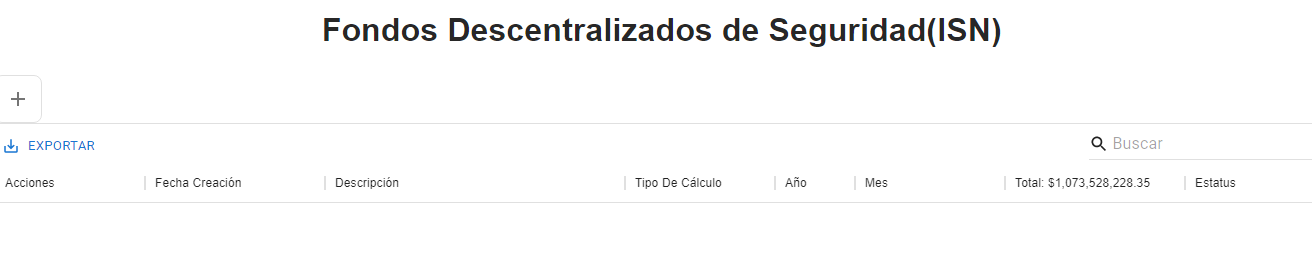 Fondos Descentralizados de Seguridad(ISN)
EXPORTAR
Buscar
Acciones Fecha Creación Descripción Tipo De Cálculo Año Mes Total: $1,073,528,228.35 Estatus